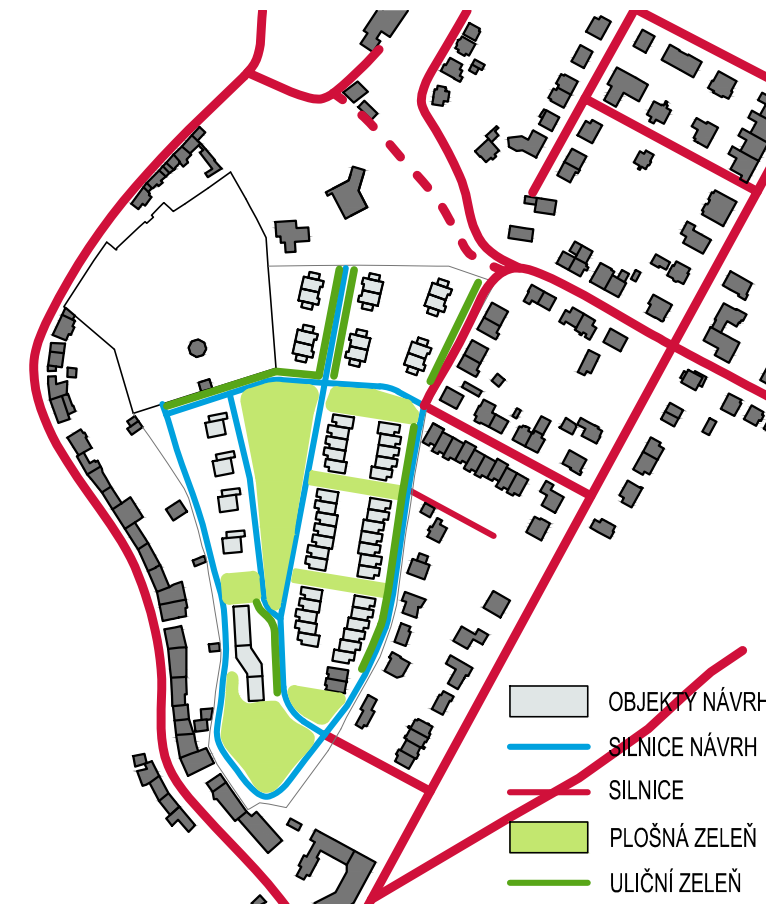 OBJEKTY NÁVRH
SILNICE NÁVRH
SILNICE
PLOŠNÁ ZELEŇ
ULIČNÍ ZELEŇ